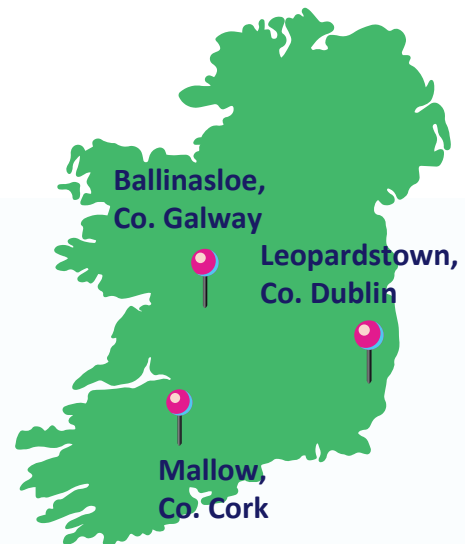 Ballinasloe,
Co. Galway
Leopardstown,
Co. Dublin
Mallow,
Co. Cork